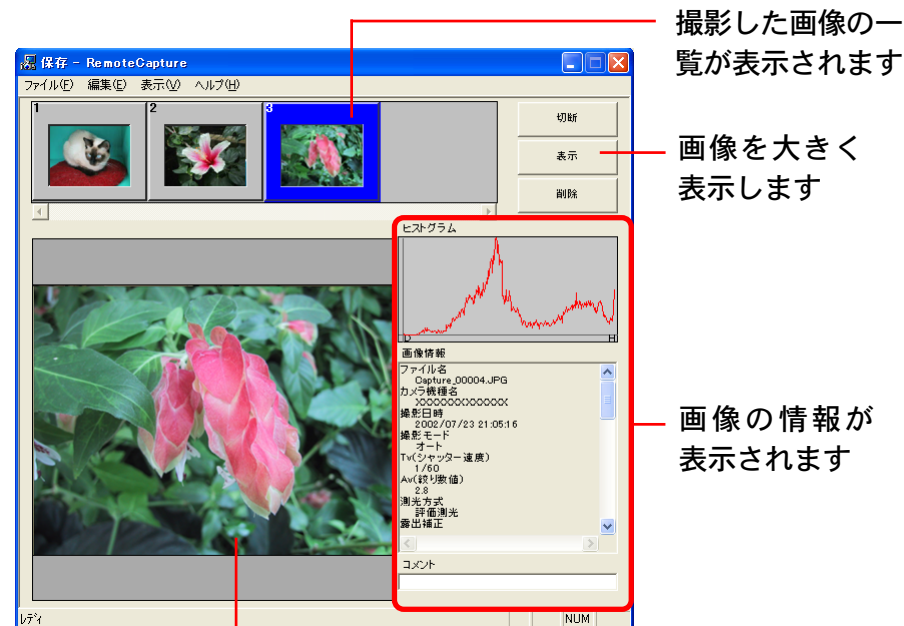 撮影した画像の一
覧が表示されます
保存 - RemoteCapture
ファイル(F) 編集(E) 表示(V) ヘルプ(H)
1 2 3
切断
表示
削除
画像を大きく
表示します
ヒストグラム
D H
画像情報
ファイル名
Capture_00004.JPG
カメラ機種名
撮影日時
2002/07/23 21:05:16
撮影モード
オート
Tv(シャッター速度)
1/60
Av(絞り数値)
2.8
測光方式
評価測光
露出補正
画像の情報が
表示されます
コメント
レディ
NUM